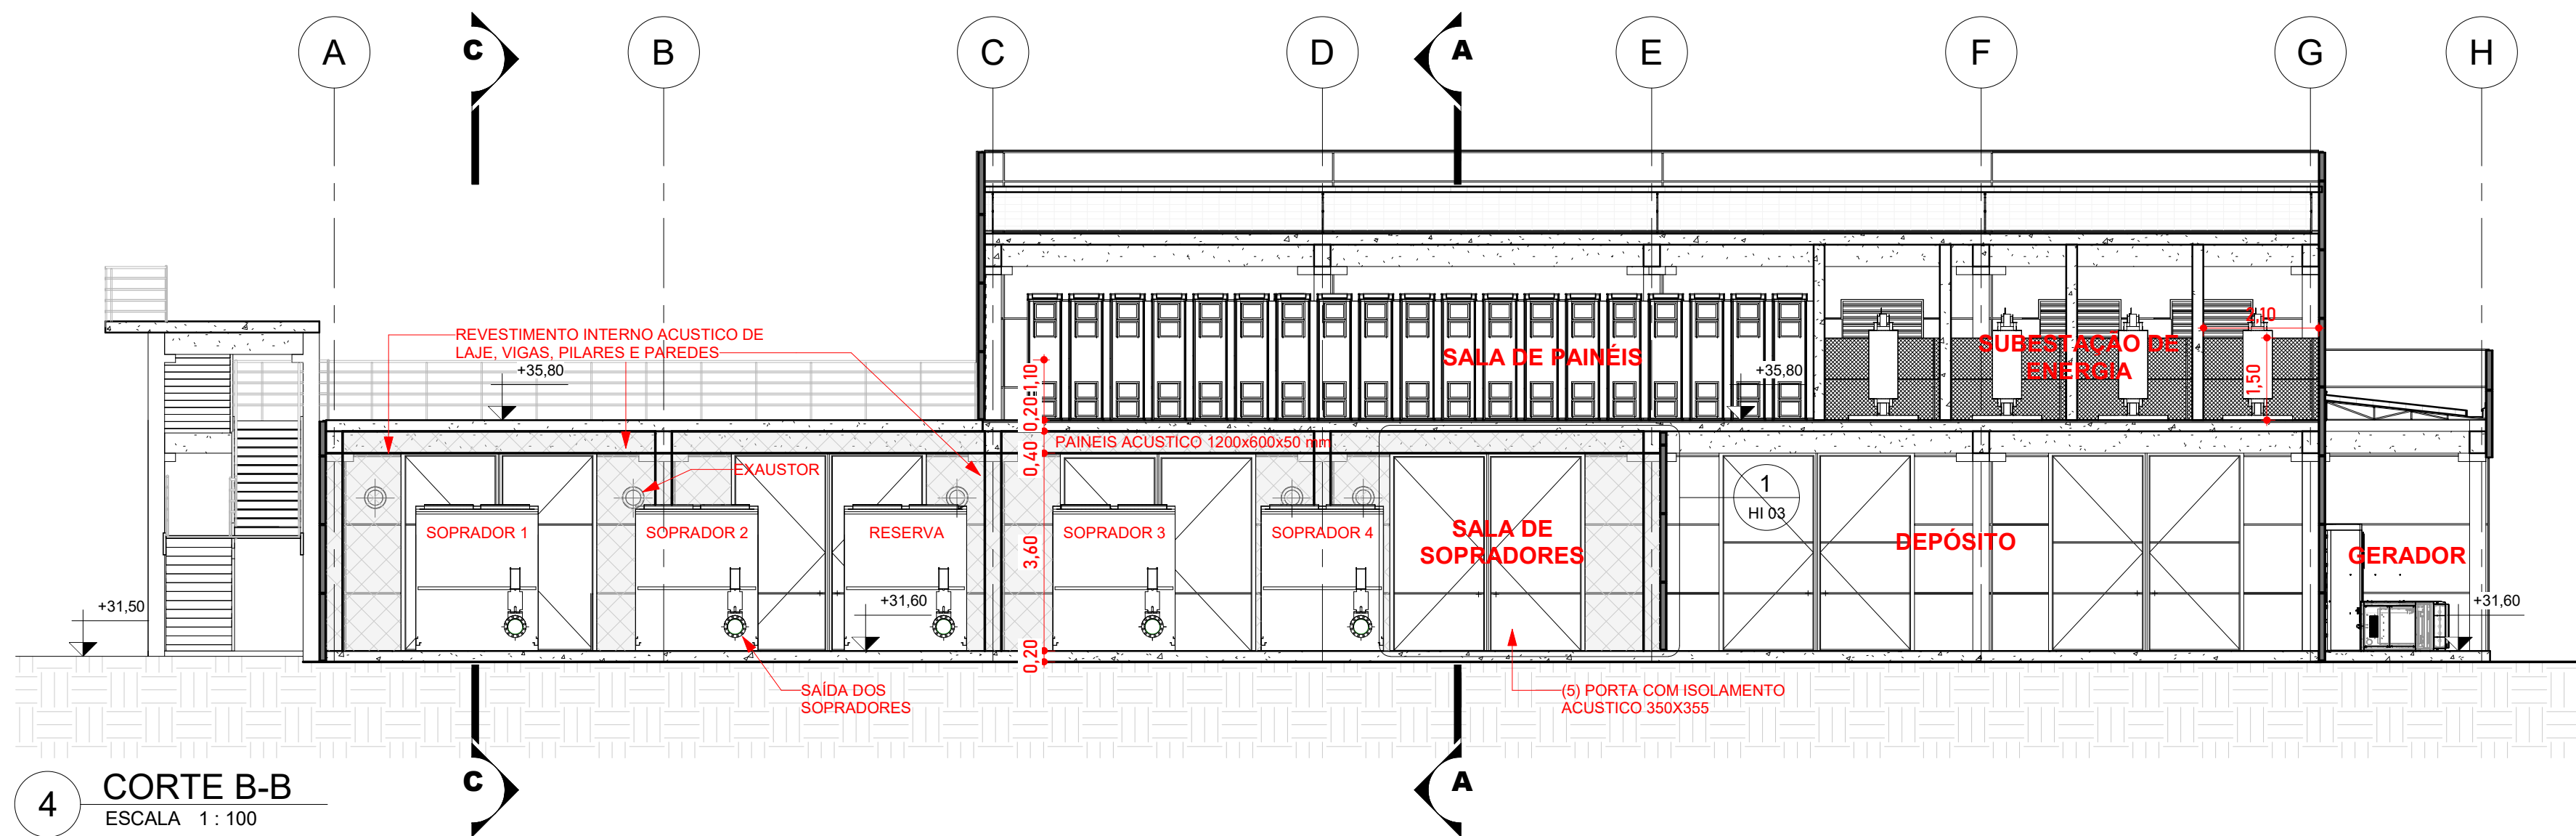 A
C
B
C
D
A
E
F
G
H
REVESTIMENTO INTERNO ACUSTICO DE
LAJE, VIGAS, PILARES E PAREDES
+35,80
SALA DE PAINÉIS
+35,80
SUBESTAÇÃO DE
ENERGIA
2,10
1,50
1,10
0,20
0,40
3,60
0,20
PAINEIS ACUSTICO 1200x600x50 mm
EXAUSTOR
SOPRADOR 1
SOPRADOR 2
RESERVA
SOPRADOR 3
SOPRADOR 4
SALA DE
SOPRADORES
1
HI 03
DEPÓSITO
GERADOR
+31,50
+31,60
+31,60
SAÍDA DOS
SOPRADORES
(5) PORTA COM ISOLAMENTO
ACUSTICO 350X355
C
A
4
CORTE B-B
ESCALA 1 : 100